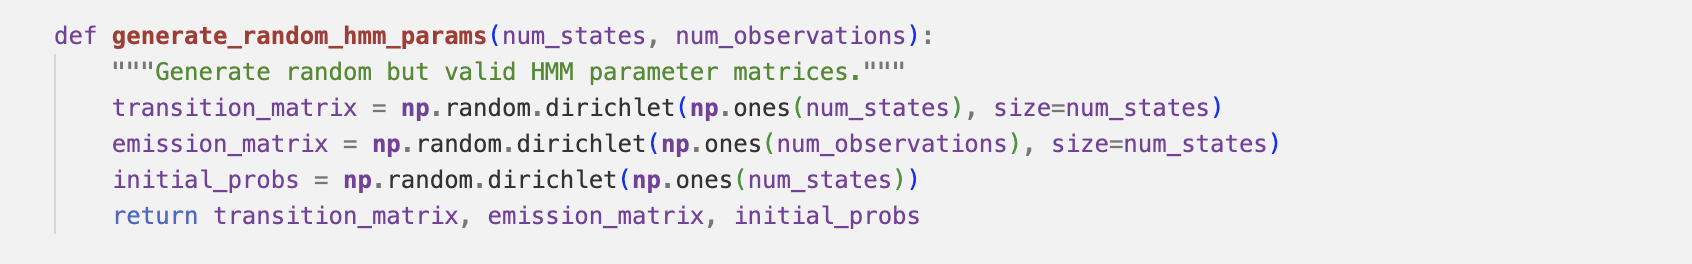 def generate_random_hmm_params(num_states, num_observations):
    """Generate random but valid HMM parameter matrices."""
    transition_matrix = np.random.dirichlet(np.ones(num_states), size=num_states)
    emission_matrix = np.random.dirichlet(np.ones(num_observations), size=num_states)
    initial_probs = np.random.dirichlet(np.ones(num_states))
    return transition_matrix, emission_matrix, initial_probs